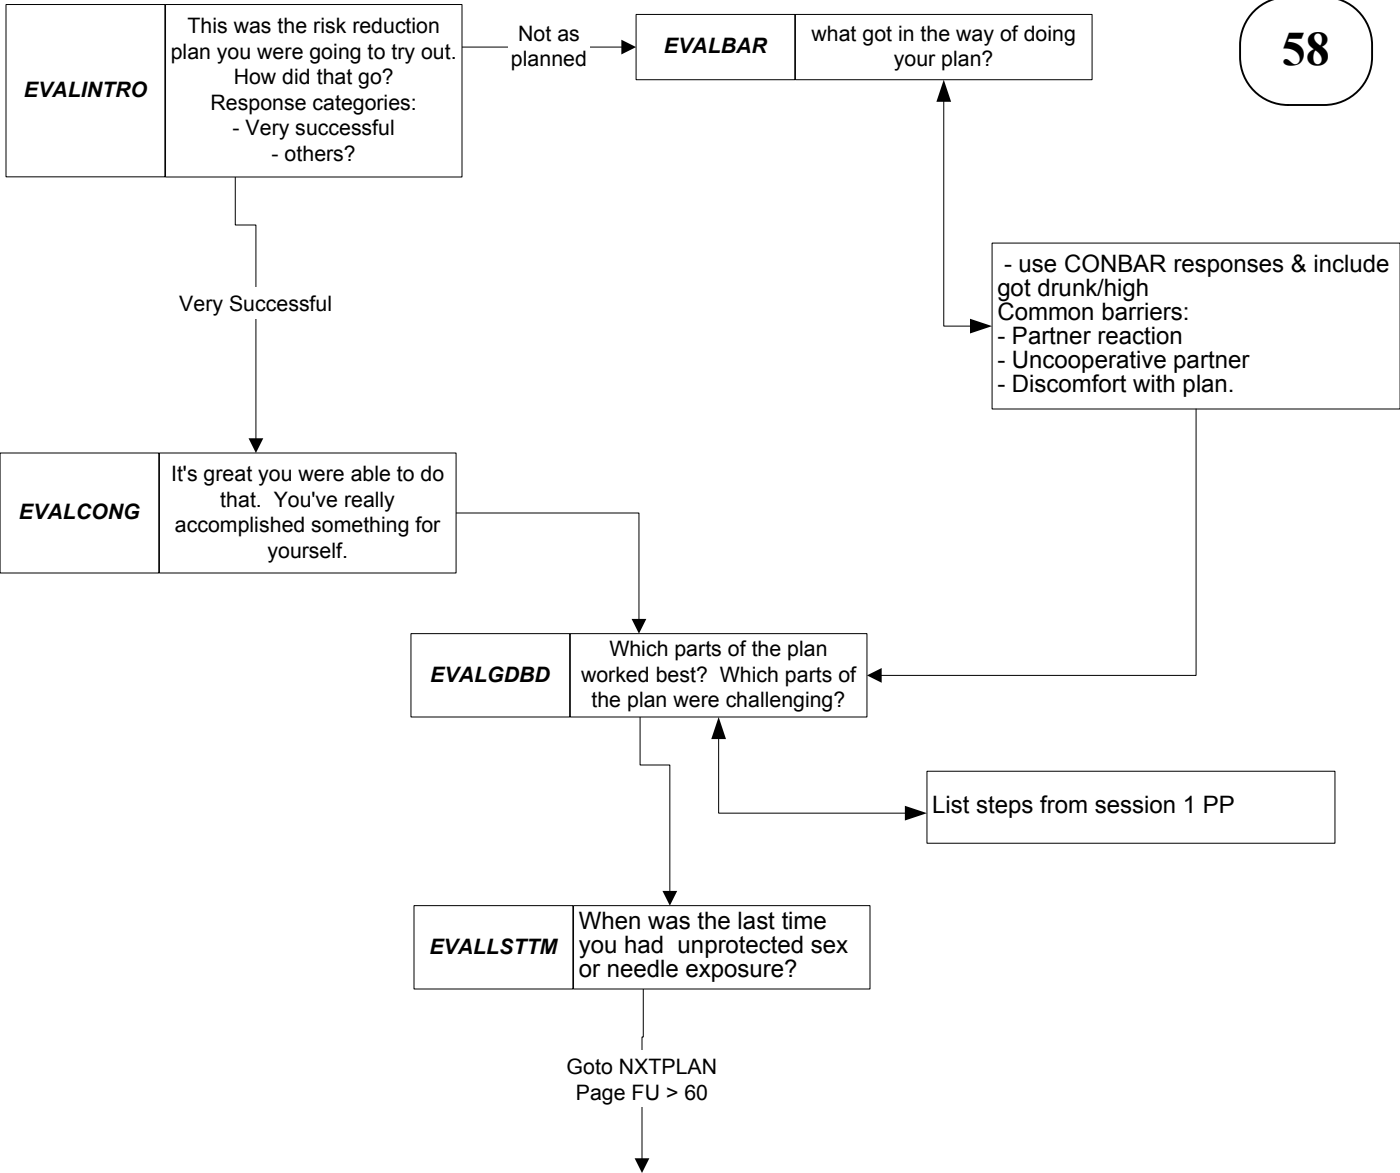 58
EVALINTRO
This was the risk reduction
plan you were going to try out.
How did that go?
Response categories:
- Very successful
- others?
Not as
planned
EVALBAR
what got in the way of doing
your plan?
- use CONBAR responses & include
got drunk/high
Common barriers:
- Partner reaction
- Uncooperative partner
- Discomfort with plan.
Very Successful
EVALCONG
It's great you were able to do
that. You've really
accomplished something for
yourself.
EVALGDBD
Which parts of the plan
worked best? Which parts of
the plan were challenging?
List steps from session 1 PP
EVALLSTTM
When was the last time
you had unprotected sex
or needle exposure?
Goto NXTPLAN
Page FU > 60